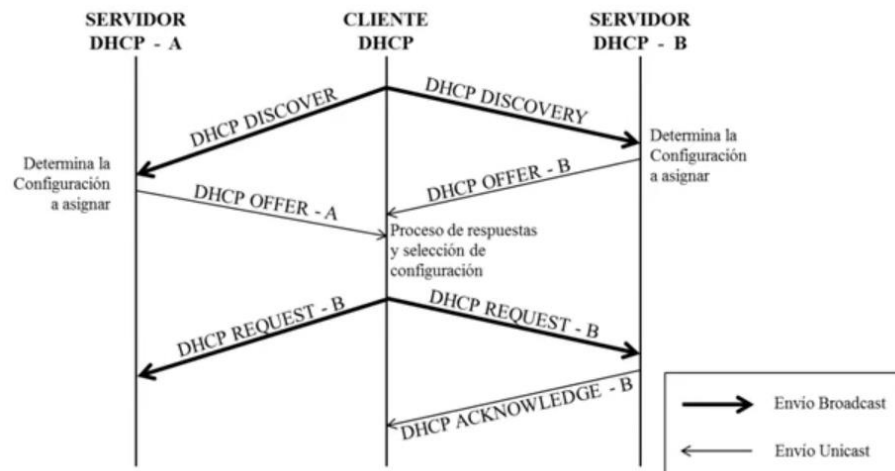 SERVIDOR
DHCP - A
CLIENTE
DHCP
SERVIDOR
DHCP - B
DHCP DISCOVER
DHCP DISCOVERY
Determina la
Configuración
a asignar
Determina la
Configuración
a asignar
DHCP OFFER - B
DHCP OFFER - A
Proceso de respuestas
y selección de
configuración
DHCP REQUEST - B
DHCP REQUEST - B
DHCP ACKNOWLEDGE - B
Envío Broadcast
Envío Unicast